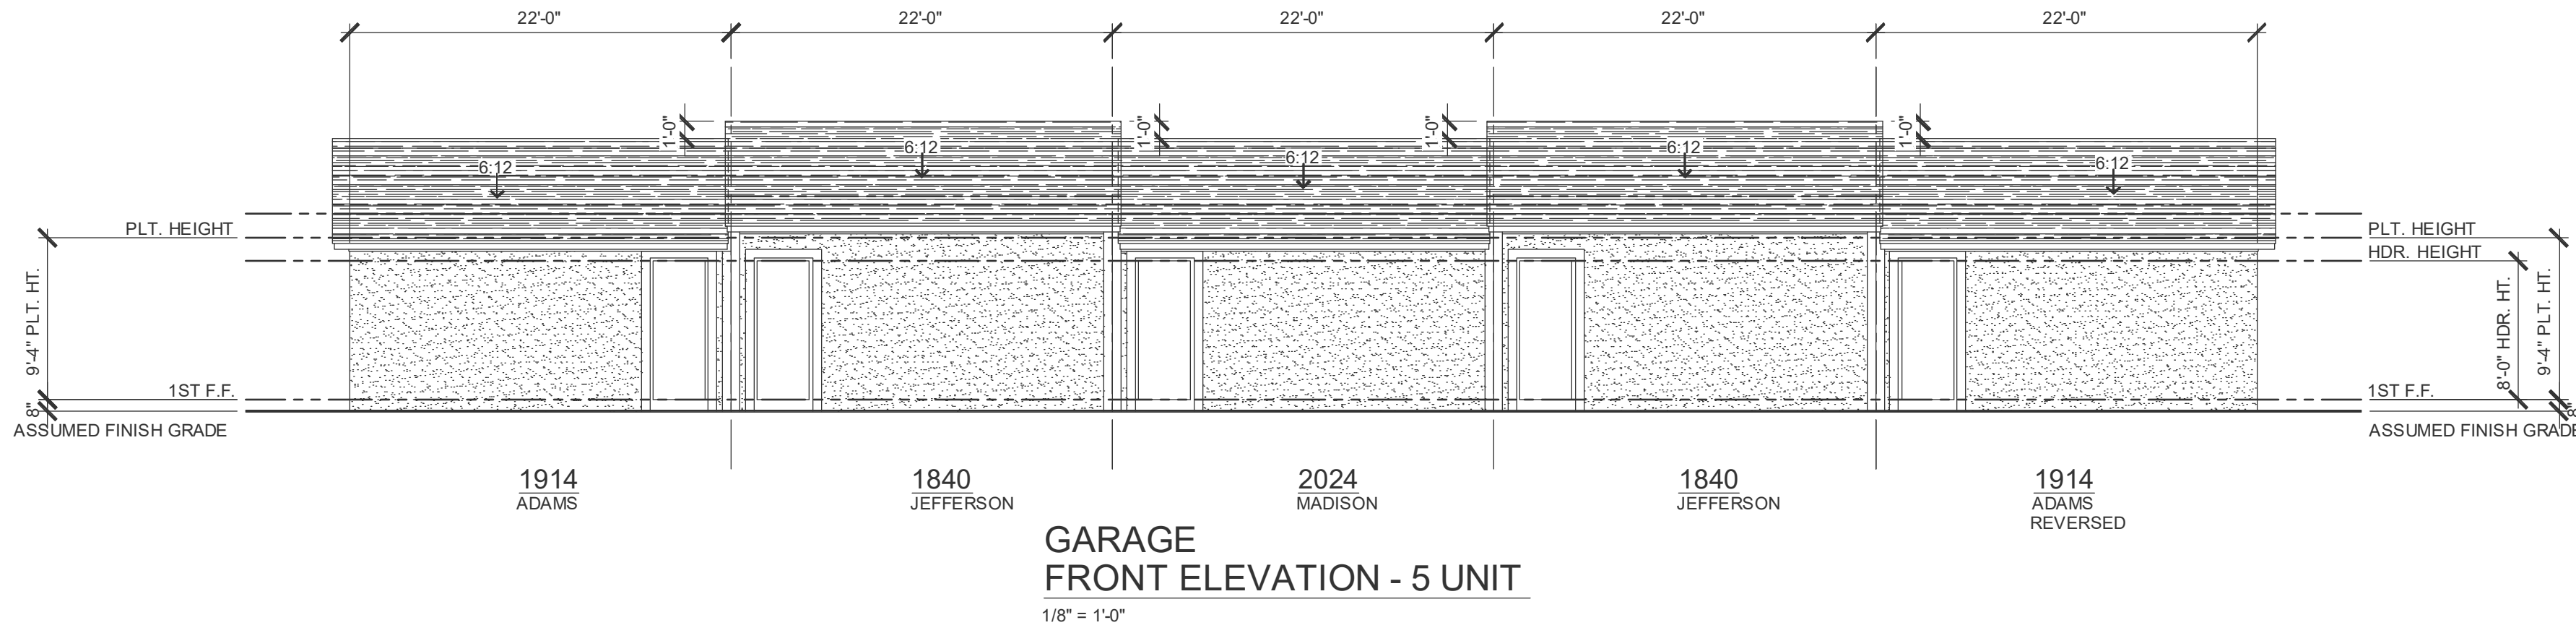 22'-0" 22'-0" 22'-0" 22'-0" 22'-0"
1'-0" 1'-0" 1'-0" 1'-0"
6:12 6:12 6:12 6:12 6:12
PLT. HEIGHT PLT. HEIGHT
HDR. HEIGHT
9'-4" PLT. HT. 8'-0" HDR. HT. 9'-4" PLT. HT.
1ST F.F. 1ST F.F.
8" 8"
ASSUMED FINISH GRADE ASSUMED FINISH GRADE
1914 1840 2024 1840 1914
ADAMS JEFFERSON MADISON JEFFERSON ADAMS
REVERSED
GARAGE
FRONT ELEVATION - 5 UNIT
1/8" = 1'-0"